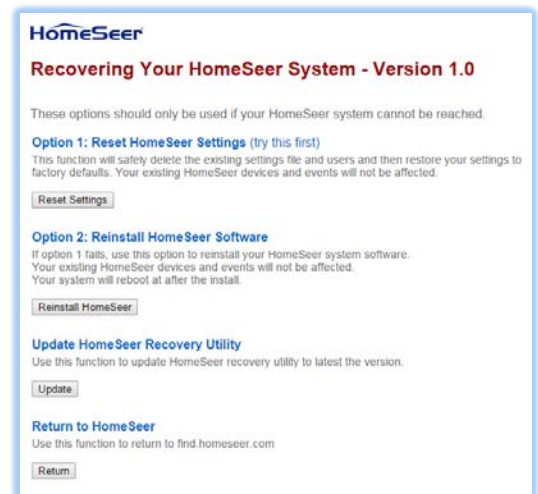 HomeSeer
Recovering Your HomeSeer System - Version 1.0
These options should only be used if your HomeSeer system cannot be reached.
Option 1: Reset HomeSeer Settings (try this first)
This function will safely delete the existing settings file and users and then restore your settings to
factory defaults. Your existing HomeSeer devices and events will not be affected.
Reset Settings
Option 2: Reinstall HomeSeer Software
If option 1 fails, use this option to reinstall your HomeSeer system software.
Your existing HomeSeer devices and events will not be affected.
Your system will reboot at after the install.
Reinstall HomeSeer
Update HomeSeer Recovery Utility
Use this function to update HomeSeer recovery utility to latest the version.
Update
Return to HomeSeer
Use this function to return to find.homeseer.com
Return